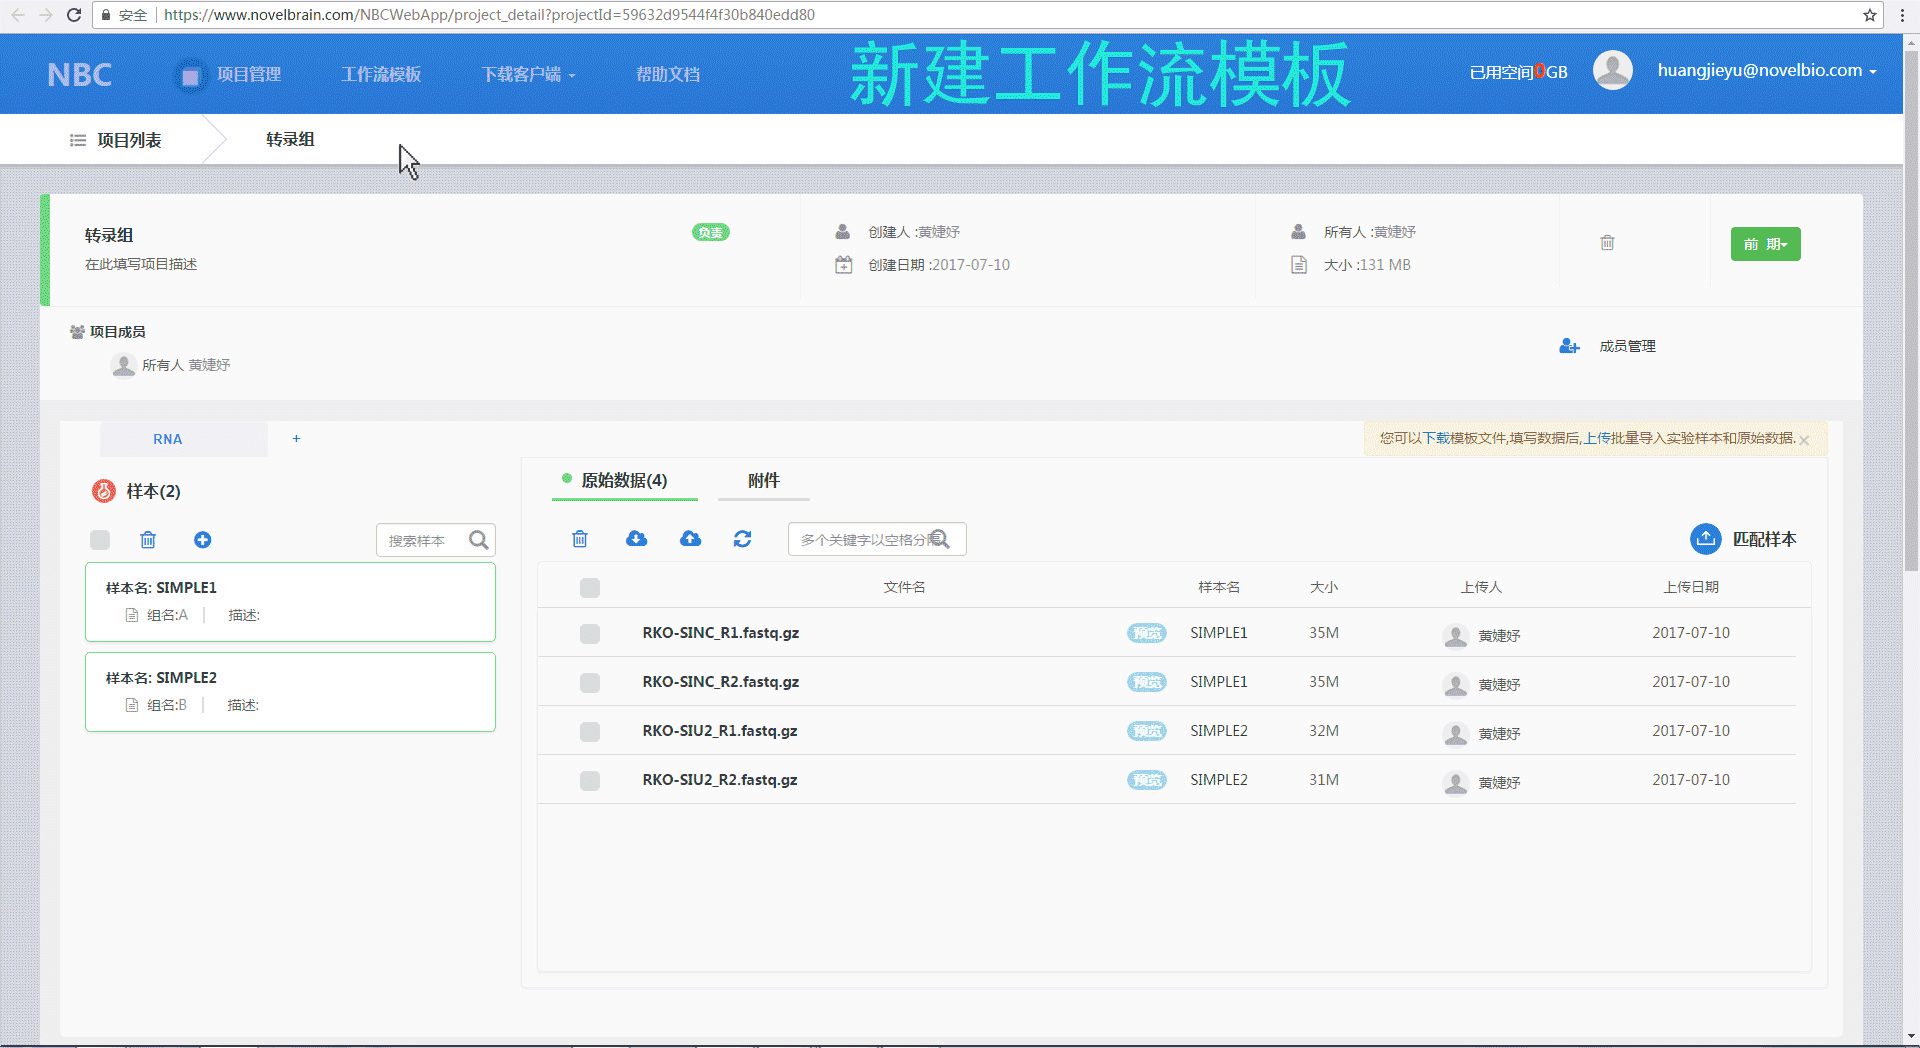 安全 https://www.novelbrain.com/NBCWebApp/project_detail?projectId=59632d9544f4f30b840edd80
NBC 项目管理 工作流模板 下载客户端 帮助文档 新建工作流模板 已用空间0GB huangjieyu@novelbio.com
项目列表 转录组
转录组 负责 创建人 :黄婕妤 所有人 :黄婕妤 前 期
在此填写项目描述 创建日期 :2017-07-10 大小 :131 MB
项目成员
所有人 黄婕妤 成员管理
RNA + 您可以下载模板文件,填写数据后,上传批量导入实验样本和原始数据. ×
样本(2) 原始数据(4) 附件
搜索样本 多个关键字以空格分隔 匹配样本
样本名: SIMPLE1
组名:A 描述:
样本名: SIMPLE2
组名:B 描述:
文件名 样本名 大小 上传人 上传日期
RKO-SINC_R1.fastq.gz 预览 SIMPLE1 35M 黄婕妤 2017-07-10
RKO-SINC_R2.fastq.gz 预览 SIMPLE1 35M 黄婕妤 2017-07-10
RKO-SIU2_R1.fastq.gz 预览 SIMPLE2 32M 黄婕妤 2017-07-10
RKO-SIU2_R2.fastq.gz 预览 SIMPLE2 31M 黄婕妤 2017-07-10